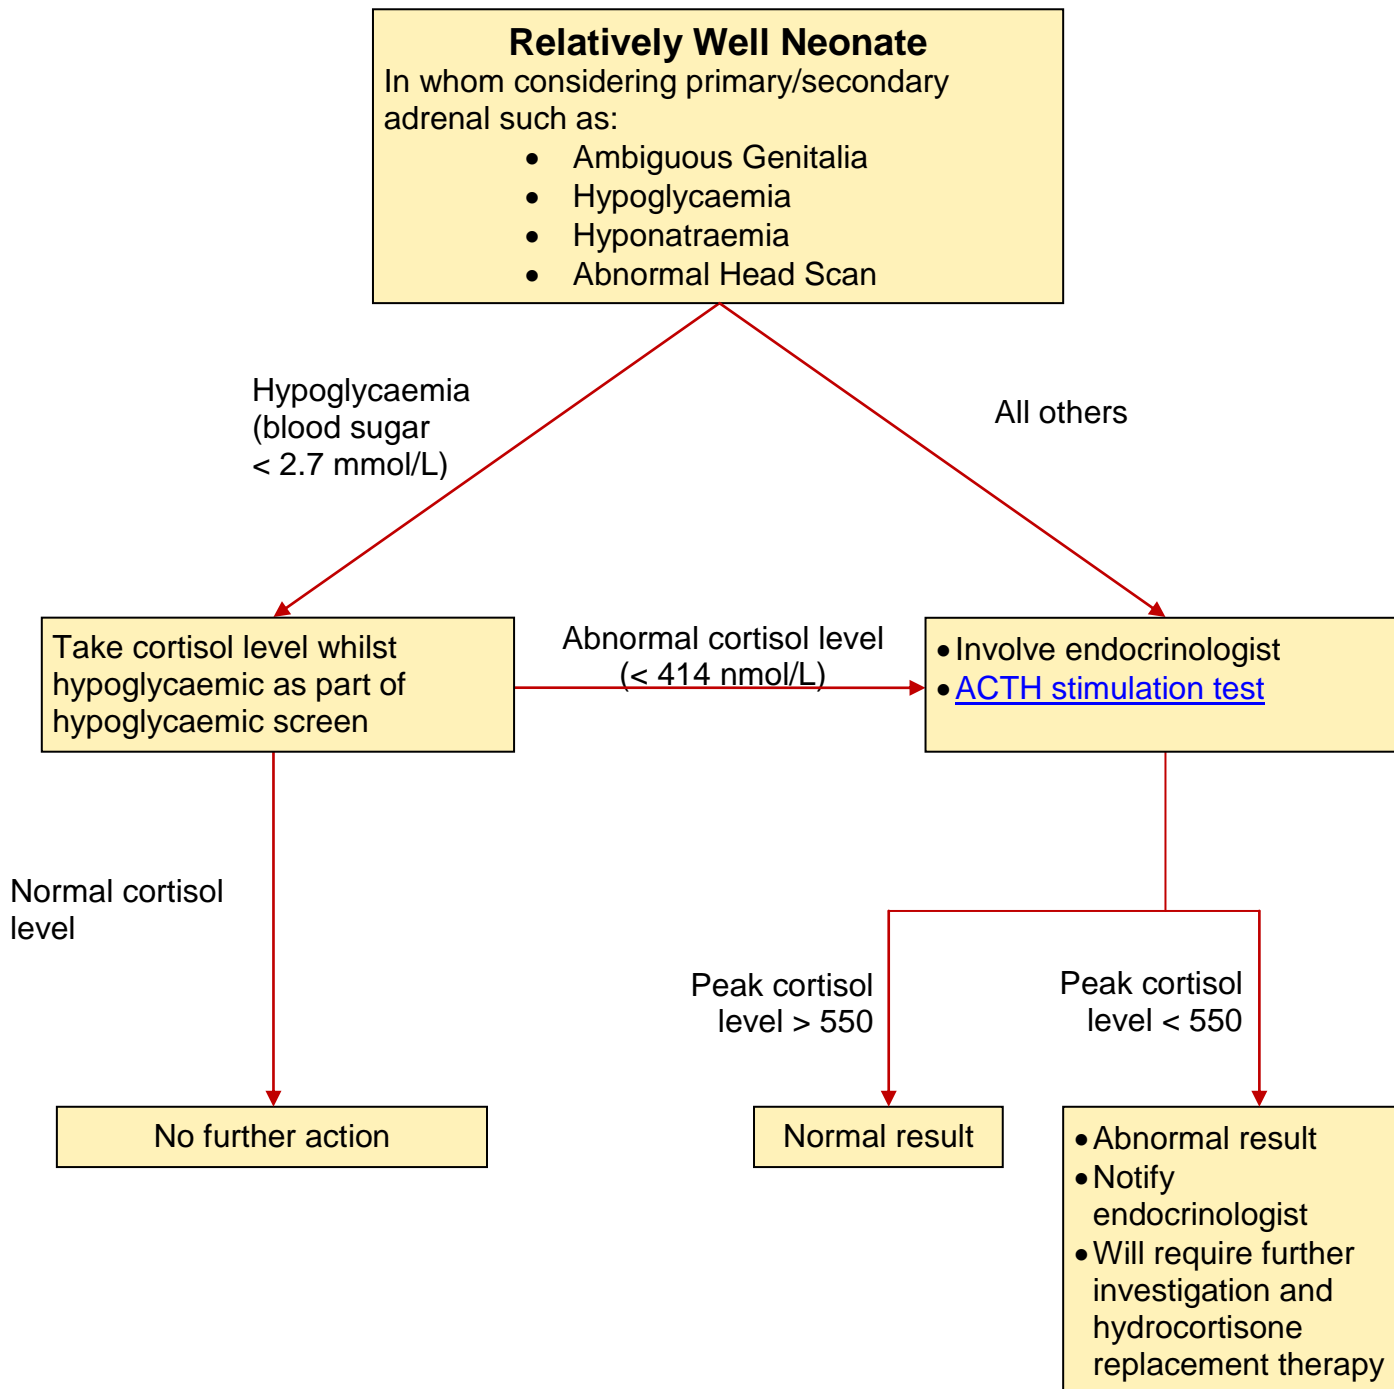 Relatively Well Neonate
In whom considering primary/secondary
adrenal such as:
• Ambiguous Genitalia
• Hypoglycaemia
• Hyponatraemia
• Abnormal Head Scan
Hypoglycaemia
(blood sugar
< 2.7 mmol/L)
All others
Take cortisol level whilst
hypoglycaemic as part of
hypoglycaemic screen
Abnormal cortisol level
(< 414 nmol/L)
• Involve endocrinologist
• ACTH stimulation test
Normal cortisol
level
Peak cortisol
level > 550
Peak cortisol
level < 550
No further action
Normal result
• Abnormal result
• Notify
endocrinologist
• Will require further
investigation and
hydrocortisone
replacement therapy